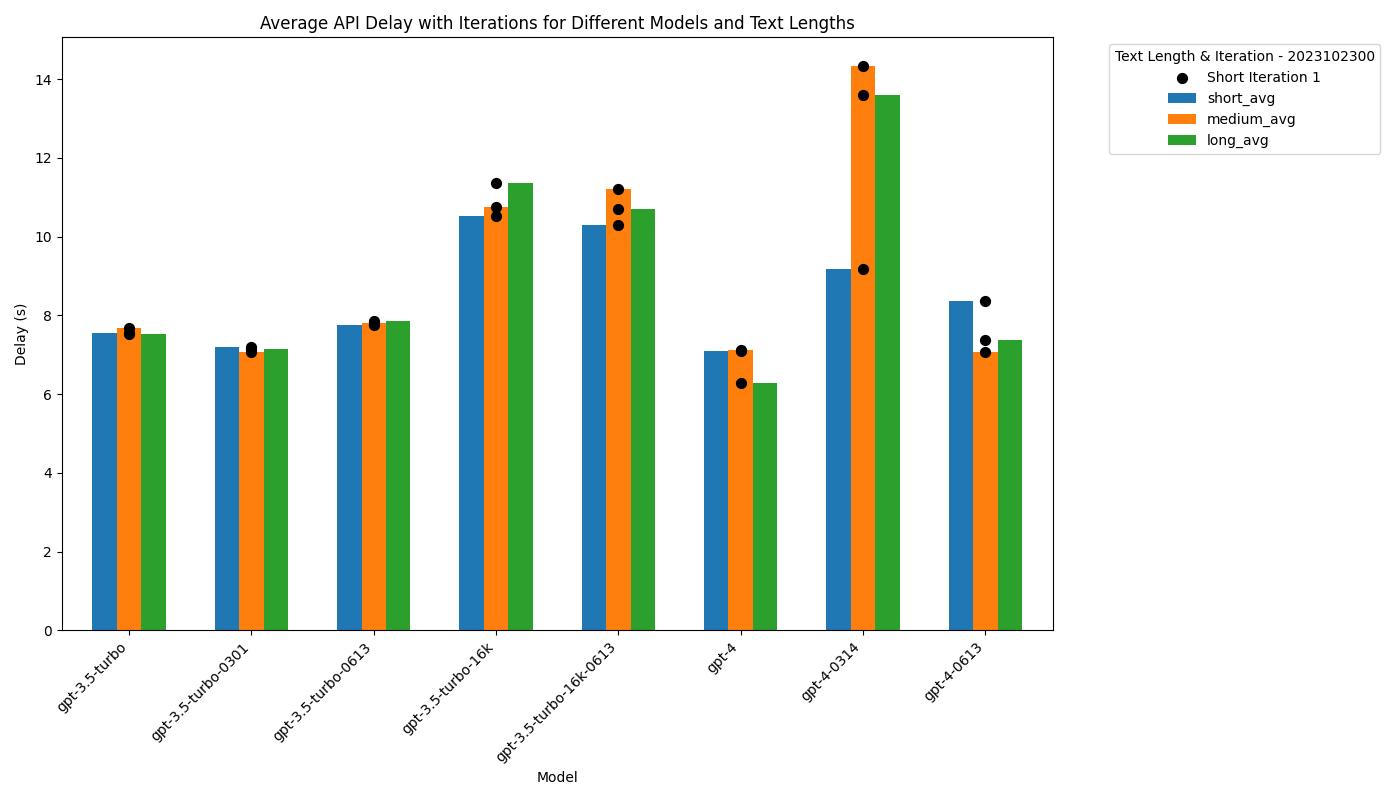 Average API Delay with Iterations for Different Models and Text Lengths
Text Length & Iteration - 2023102300
Short Iteration 1
short_avg
medium_avg
long_avg
Delay (s)
14
12
10
8
6
4
2
0
gpt-3.5-turbo
gpt-3.5-turbo-0301
gpt-3.5-turbo-0613
gpt-3.5-turbo-16k
gpt-3.5-turbo-16k-0613
gpt-4
gpt-4-0314
gpt-4-0613
Model